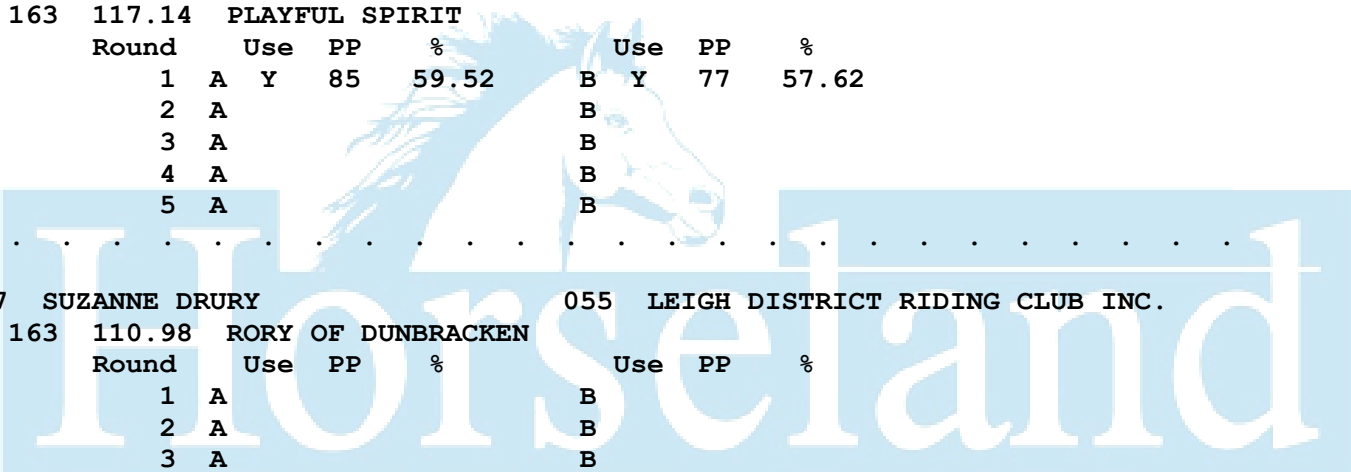 163 117.14 PLAYFUL SPIRIT
Round Use PP % Use PP %
1 A Y 85 59.52 B Y 77 57.62
2 A B
3 A B
4 A B
5 A B
. . . . . . . . . . . . . . . . . . . . . . . . .
7 SUZANNE DRURY 055 LEIGH DISTRICT RIDING CLUB INC.
163 110.98 RORY OF DUNBRACKEN
Round Use PP % Use PP %
1 A B
2 A B
3 A B
Horseland